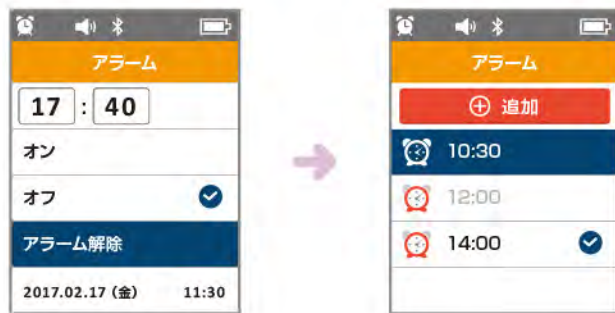 アラーム
17 : 40
オン
オフ
アラーム解除
2017.02.17 (金) 11:30
アラーム
追加
10:30
12:00
14:00